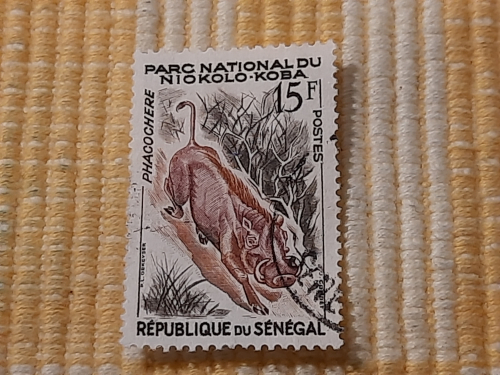 PARC NATIONAL DU
NIOKOLO-KOBA
15F
POSTES
PHACOCHERE
RÉPUBLIQUE DU SÉNÉGAL